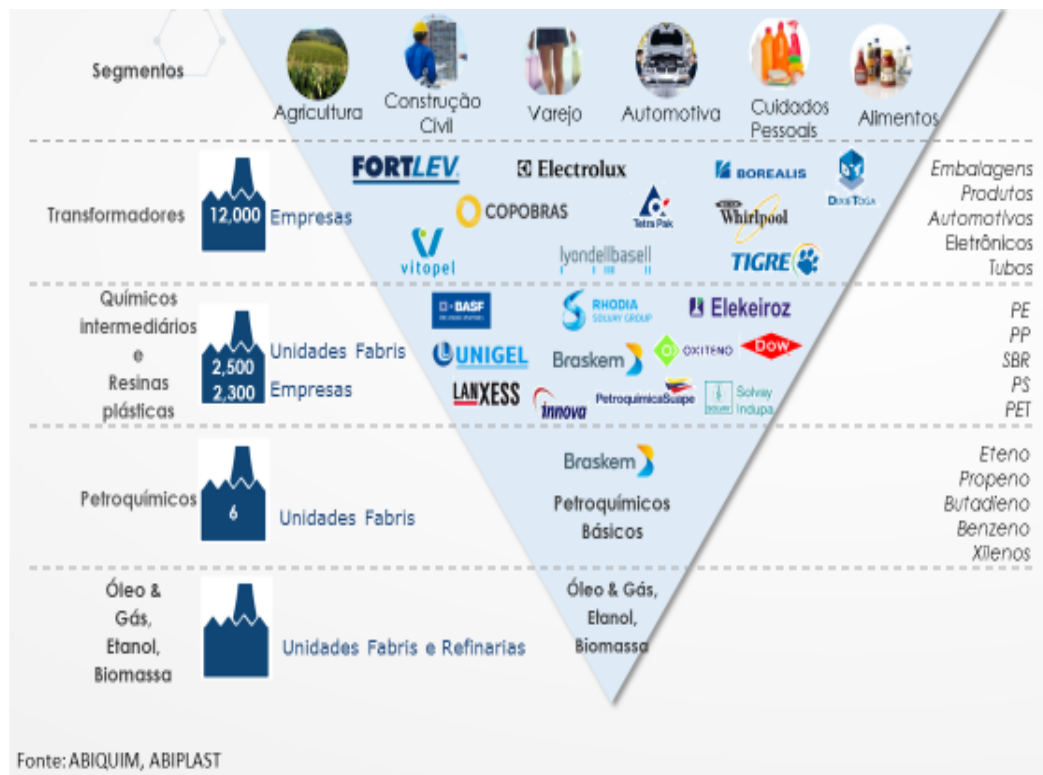 Segmentos
Agricultura
Construção
Civil
Varejo
Automotiva
Cuidados
Pessoais
Alimentos
Transformadores
12,000 Empresas
FORTLEV.
Electrolux
BOREALIS
DIXIE TOGA
COPOBRAS
Tetra Pak
Whirlpool
vitopel
lyondellbasell
TIGRE
Embalagens
Produtos
Automotivos
Eletrônicos
Tubos
Químicos
intermediários
e
Resinas
plásticas
2,500 Unidades Fabris
2,300 Empresas
BASF
RHODIA
SOLVAY GROUP
Elekeiroz
UNIGEL
Braskem
OXITENO
DOW
LANXESS
innova
PetroquímicaSuape
SOLVAY
Solvay
Indupa
PE
PP
SBR
PS
PET
Petroquímicos
6 Unidades Fabris
Braskem
Petroquímicos
Básicos
Eteno
Propeno
Butadieno
Benzeno
Xilenos
Óleo &
Gás,
Etanol,
Biomassa
Unidades Fabris e Refinarias
Óleo & Gás,
Etanol,
Biomassa
Fonte: ABIQUIM, ABIPLAST